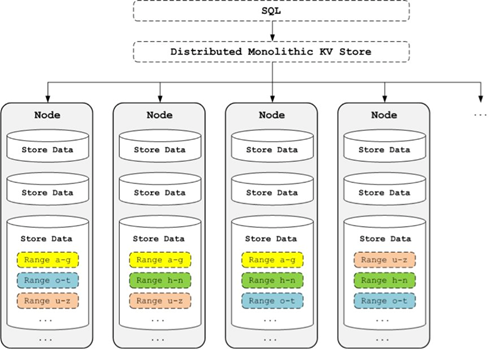 SQL
Distributed Monolithic KV Store
Node
Store Data
Store Data
Store Data
Range a-g
Range o-t
Range u-z
...
...
Node
Store Data
Store Data
Store Data
Range a-g
Range h-n
Range u-z
...
...
Node
Store Data
Store Data
Store Data
Range a-g
Range h-n
Range o-t
...
...
Node
Store Data
Store Data
Store Data
Range u-z
Range h-n
Range u-t
...
...
...